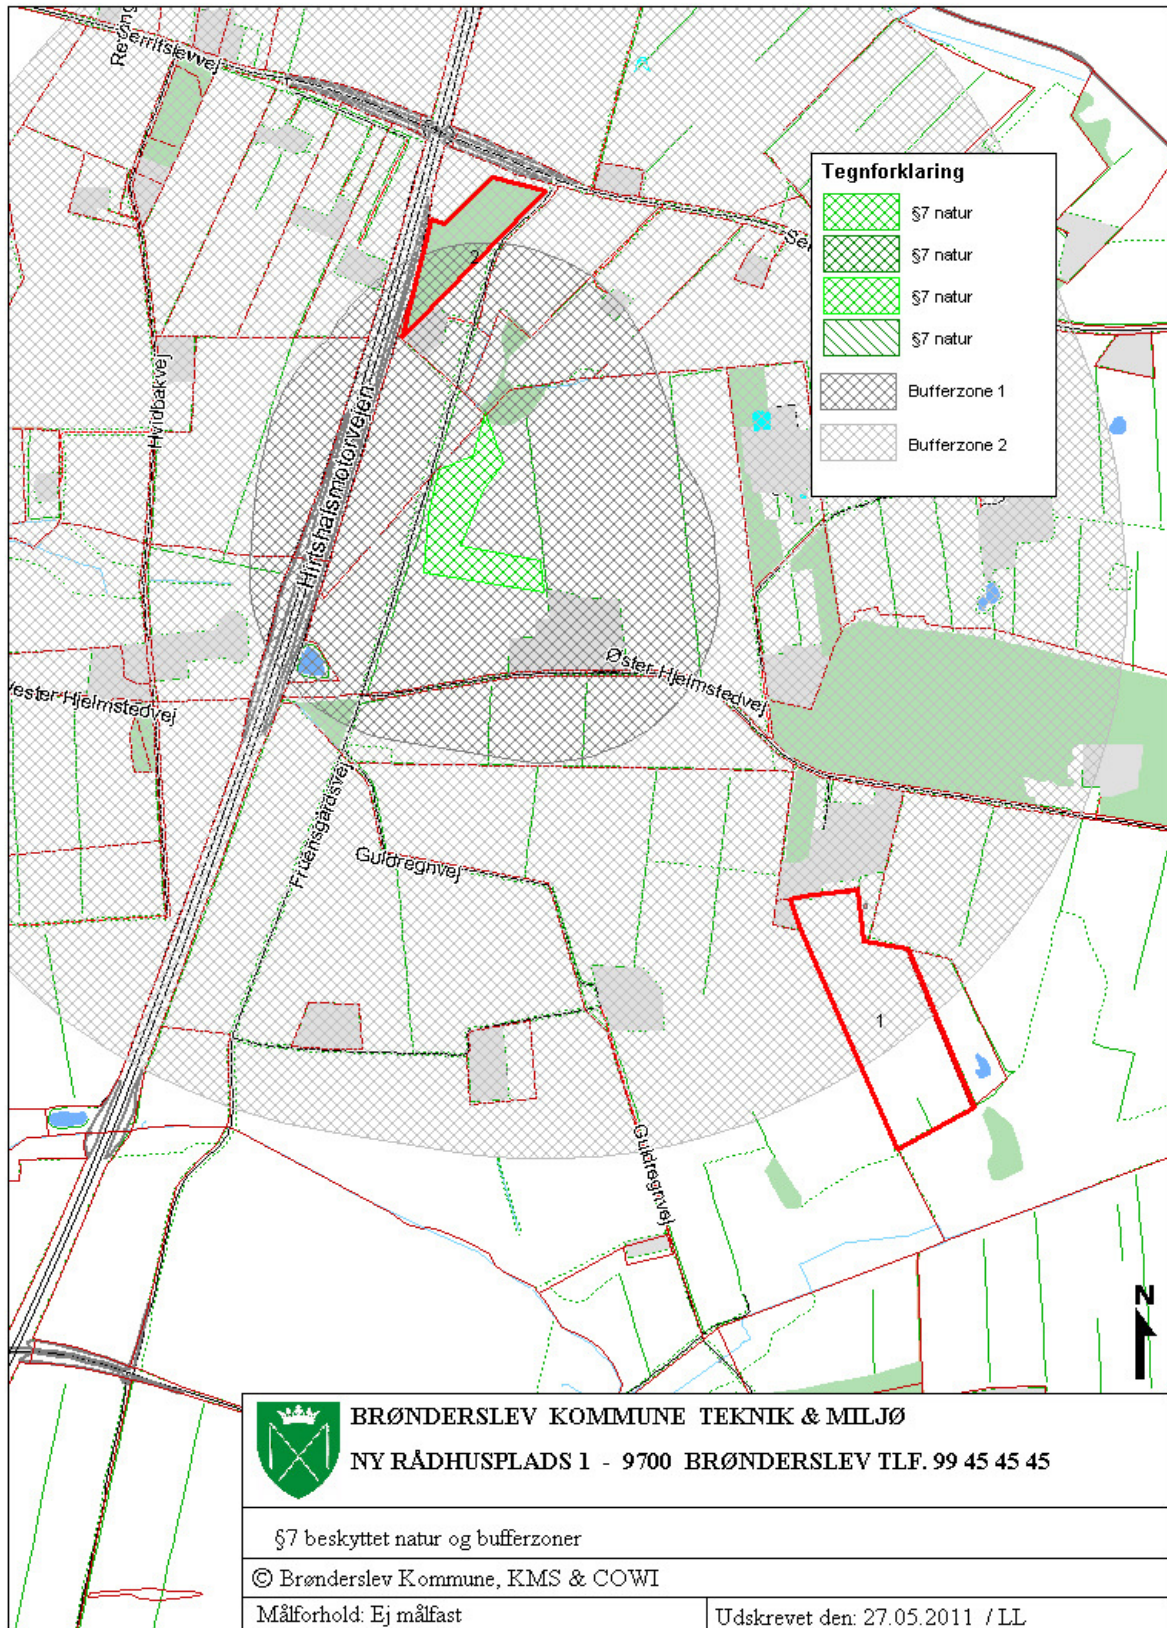 Serritslevvej
Tegnforklaring
§7 natur
§7 natur
§7 natur
§7 natur
Bufferzone 1
Bufferzone 2
2
Hvidbakvej
Hirtshalsmotorvejen
Øster Hjelmstedvej
Vester Hjelmstedvej
Fruensgårdsvej
Guldregnvej
1
Guldregnvej
N
BRØNDERSLEV KOMMUNE TEKNIK & MILJØ
NY RÅDHUSPLADS 1 - 9700 BRØNDERSLEV TLF. 99 45 45 45
§7 beskyttet natur og bufferzoner
© Brønderslev Kommune, KMS & COWI
Målforhold: Ej målfast
Udskrevet den: 27.05.2011 / LL